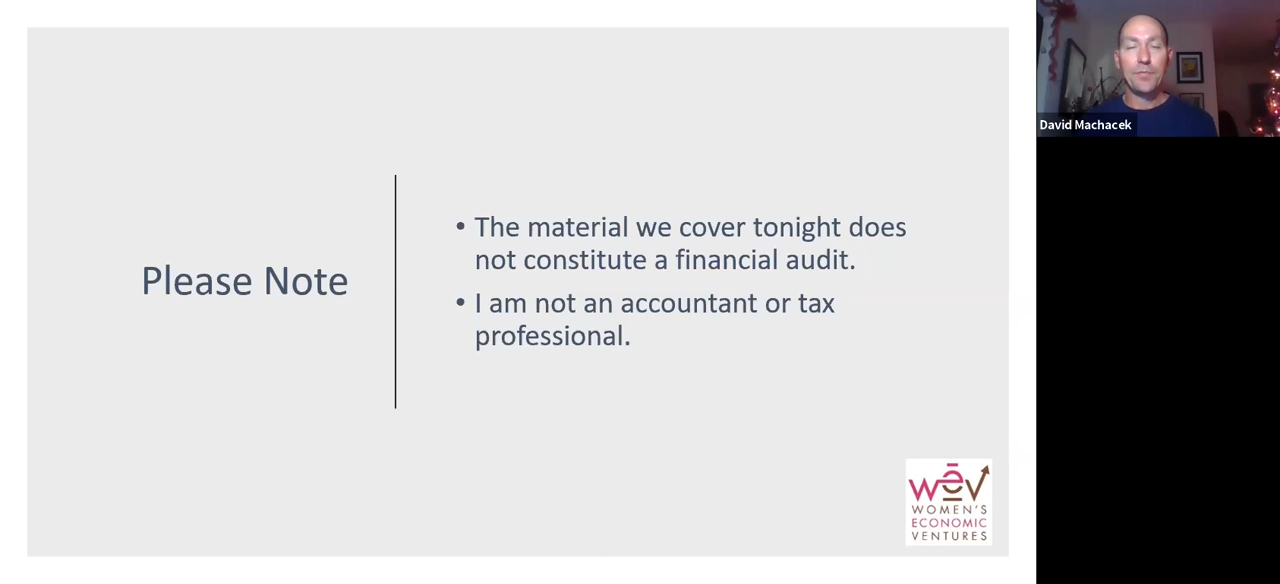 Please Note
• The material we cover tonight does
not constitute a financial audit.
• I am not an accountant or tax
professional.
wev
WOMEN'S
ECONOMIC
VENTURES
David Machacek